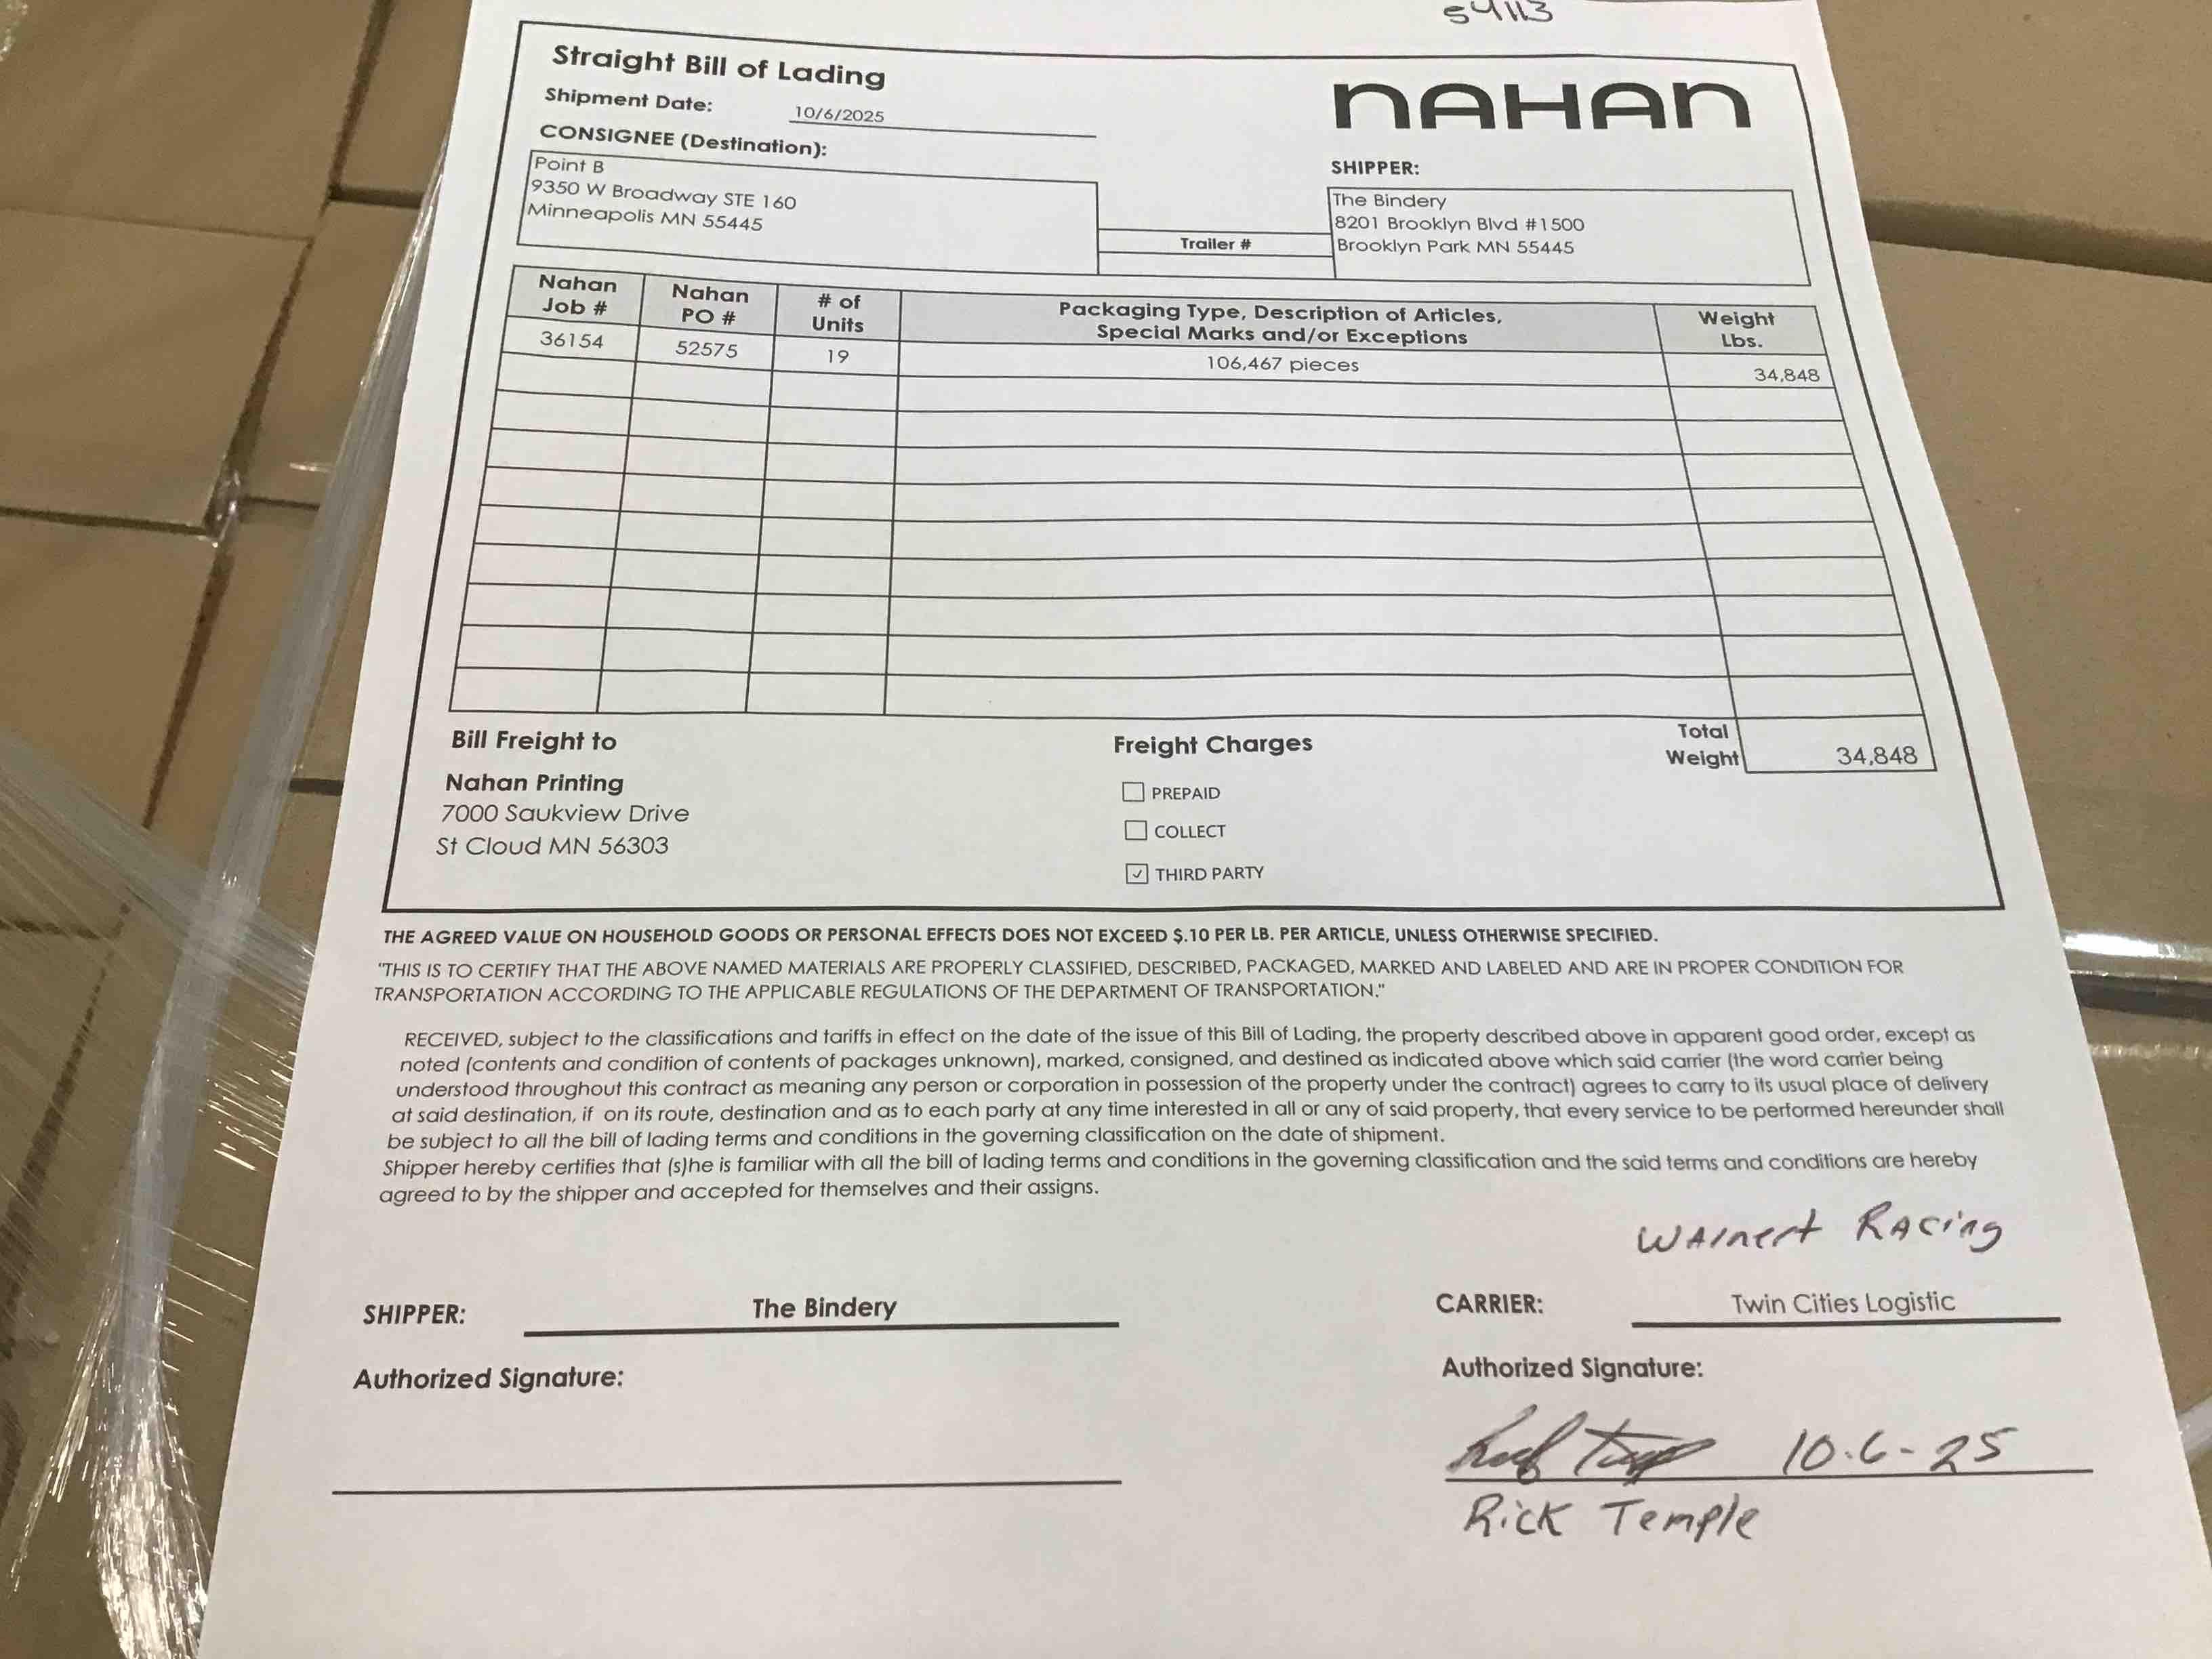 54113
Straight Bill of Lading
NAHAN
Shipment Date: 10/6/2025
CONSIGNEE (Destination):
Point B
9350 W Broadway STE 160
Minneapolis MN 55445
Trailer #
SHIPPER:
The Bindery
8201 Brooklyn Blvd #1500
Brooklyn Park MN 55445
Nahan Job # Nahan PO # # of Units Packaging Type, Description of Articles, Special Marks and/or Exceptions Weight Lbs.
36154 52575 19 106,467 pieces 34,848
Total Weight 34,848
Bill Freight to
Nahan Printing
7000 Saukview Drive
St Cloud MN 56303
Freight Charges
PREPAID
COLLECT
✓ THIRD PARTY
THE AGREED VALUE ON HOUSEHOLD GOODS OR PERSONAL EFFECTS DOES NOT EXCEED $.10 PER LB. PER ARTICLE, UNLESS OTHERWISE SPECIFIED.
"THIS IS TO CERTIFY THAT THE ABOVE NAMED MATERIALS ARE PROPERLY CLASSIFIED, DESCRIBED, PACKAGED, MARKED AND LABELED AND ARE IN PROPER CONDITION FOR
TRANSPORTATION ACCORDING TO THE APPLICABLE REGULATIONS OF THE DEPARTMENT OF TRANSPORTATION."
RECEIVED, subject to the classifications and tariffs in effect on the date of the issue of this Bill of Lading, the property described above in apparent good order, except as
noted (contents and condition of contents of packages unknown), marked, consigned, and destined as indicated above which said carrier (the word carrier being
understood throughout this contract as meaning any person or corporation in possession of the property under the contract) agrees to carry to its usual place of delivery
at said destination, if on its route, destination and as to each party at any time interested in all or any of said property, that every service to be performed hereunder shall
be subject to all the bill of lading terms and conditions in the governing classification on the date of shipment.
Shipper hereby certifies that (s)he is familiar with all the bill of lading terms and conditions in the governing classification and the said terms and conditions are hereby
agreed to by the shipper and accepted for themselves and their assigns.
Walnert Racing
SHIPPER: The Bindery
CARRIER: Twin Cities Logistic
Authorized Signature:
Authorized Signature:
10-6-25
Rick Temple